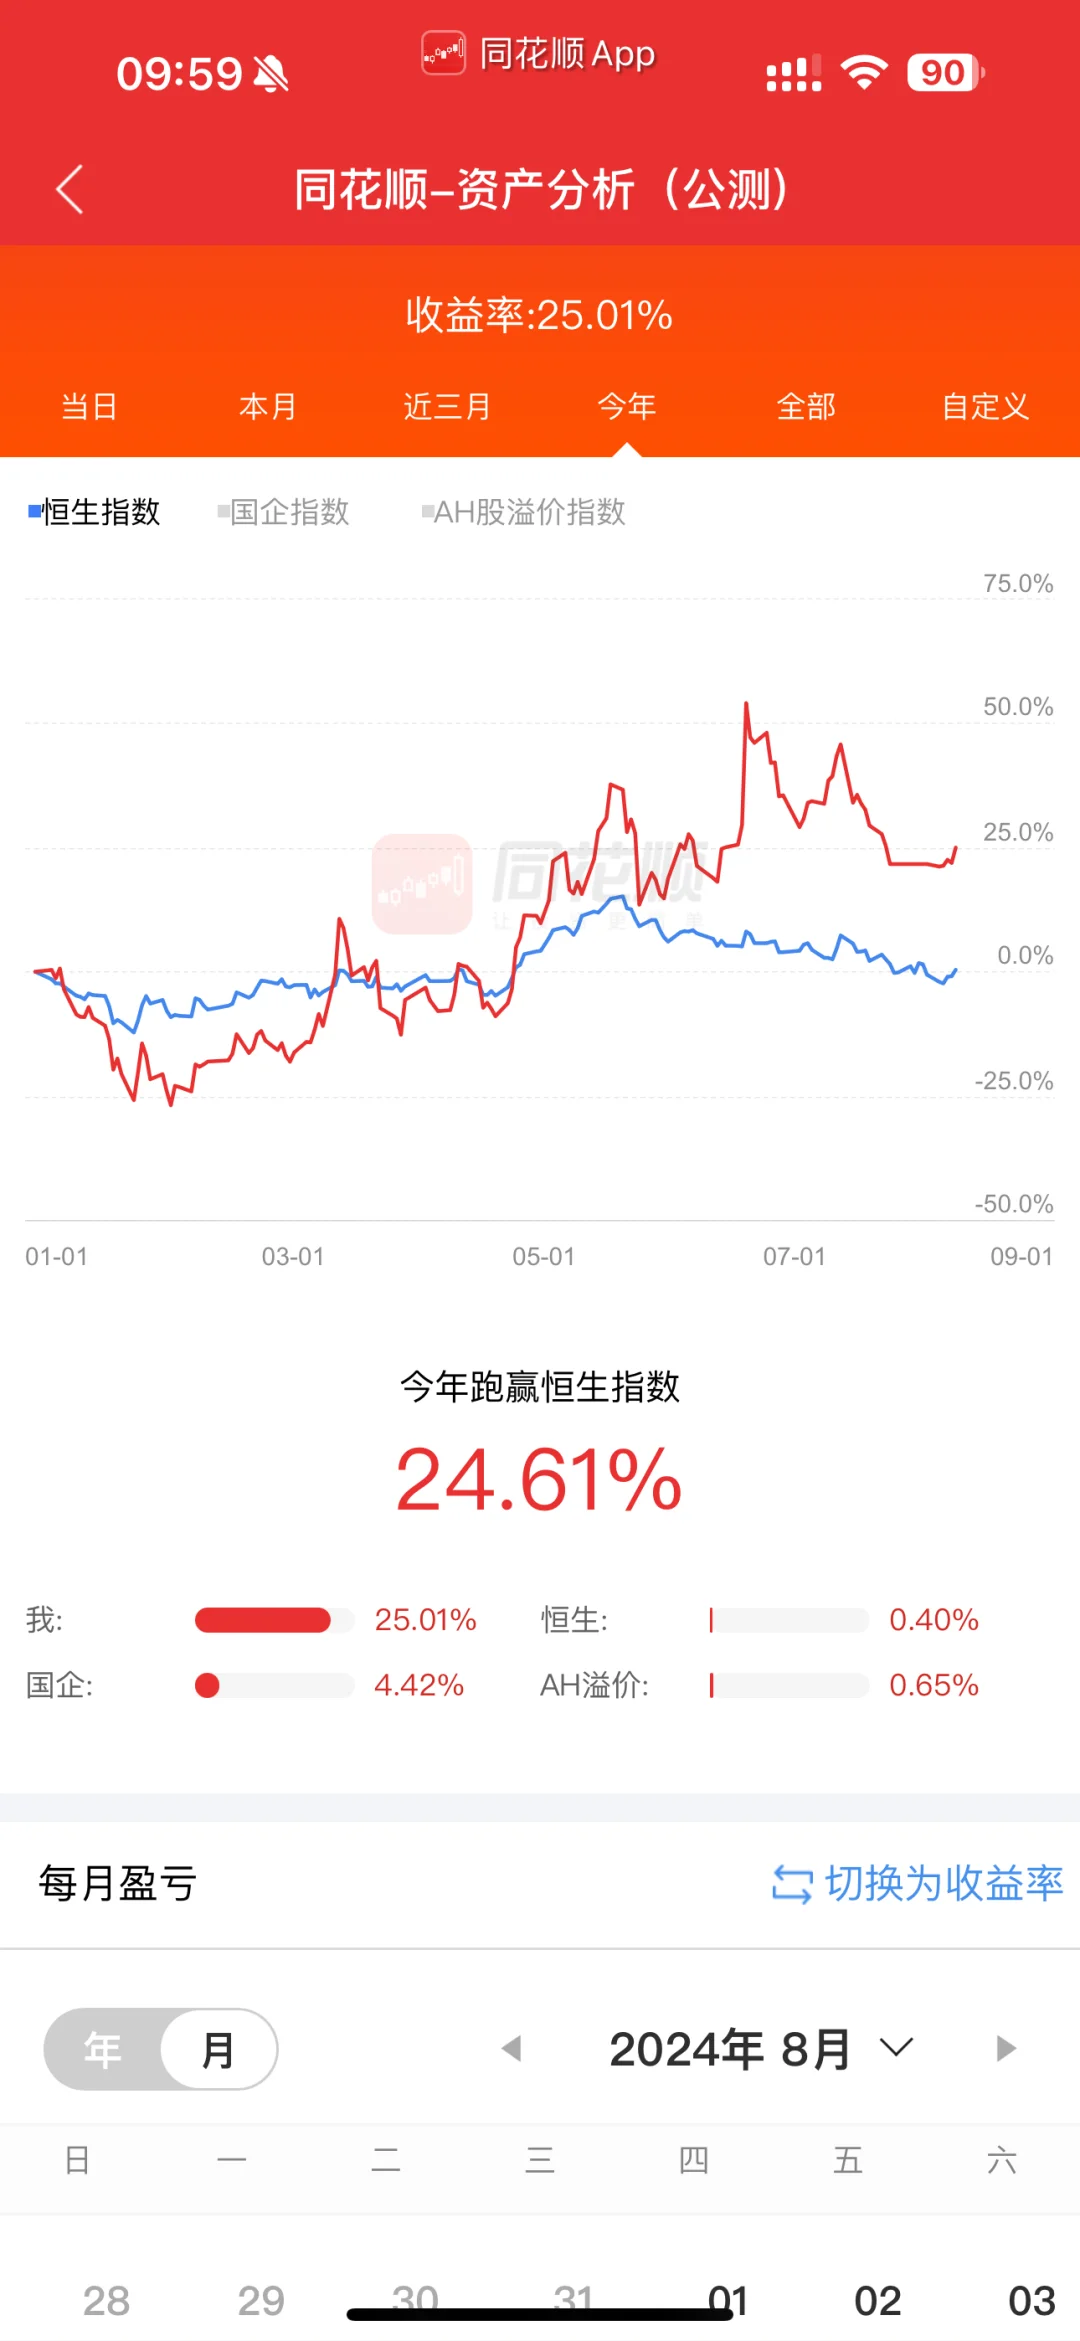 09:59
同花顺 App
90
同花顺-资产分析（公测）
收益率:25.01%
当日 本月 近三月 今年 全部 自定义
恒生指数 国企指数 AH股溢价指数
75.0%
50.0%
25.0%
同花顺
0.0%
-25.0%
-50.0%
01-01 03-01 05-01 07-01 09-01
今年跑赢恒生指数
24.61%
我: 25.01% 恒生: 0.40%
国企: 4.42% AH溢价: 0.65%
每月盈亏 切换为收益率
年 月 2024年 8月
日 一 二 三 四 五 六
28 29 30 31 01 02 03